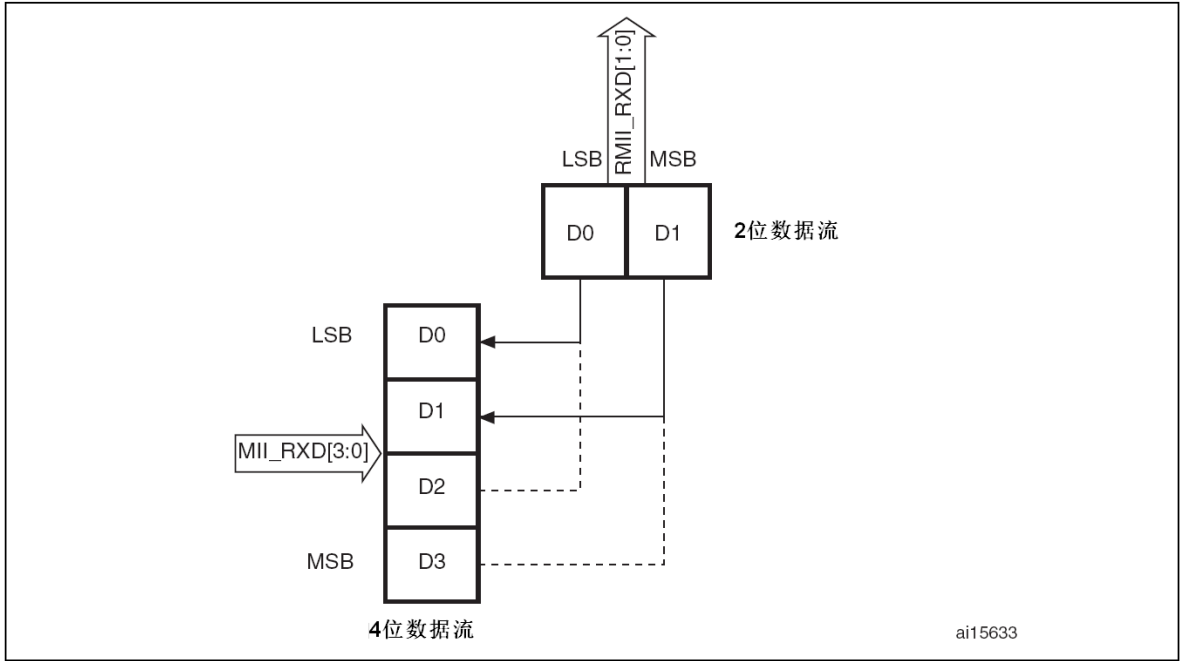 RMII_RXD[1:0]
LSB MSB
D0 D1
2位数据流
LSB D0
D1
MII_RXD[3:0]
D2
MSB D3
4位数据流
ai15633